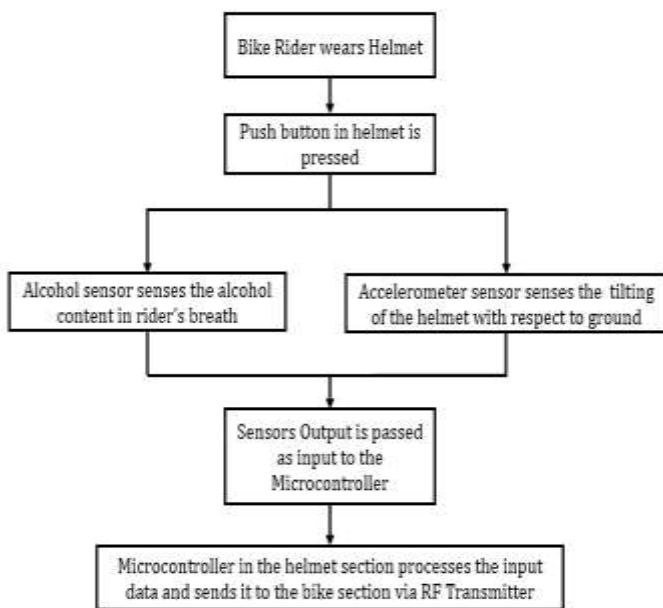 Bike Rider wears Helmet
Push button in helmet is
pressed
Alcohol sensor senses the alcohol
content in rider's breath
Accelerometer sensor senses the tilting
of the helmet with respect to ground
Sensors Output is passed
as input to the
Microcontroller
Microcontroller in the helmet section processes the input
data and sends it to the bike section via RF Transmitter